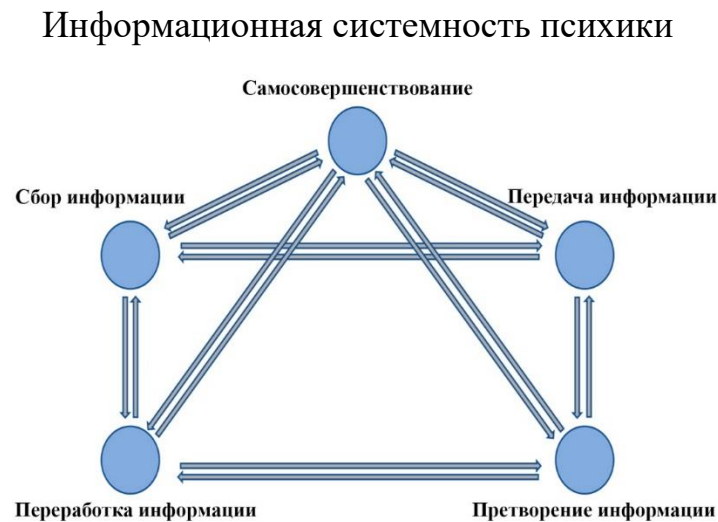 Информационная системность психики
Самосовершенствование
Сбор информации
Передача информации
Переработка информации
Претворение информации